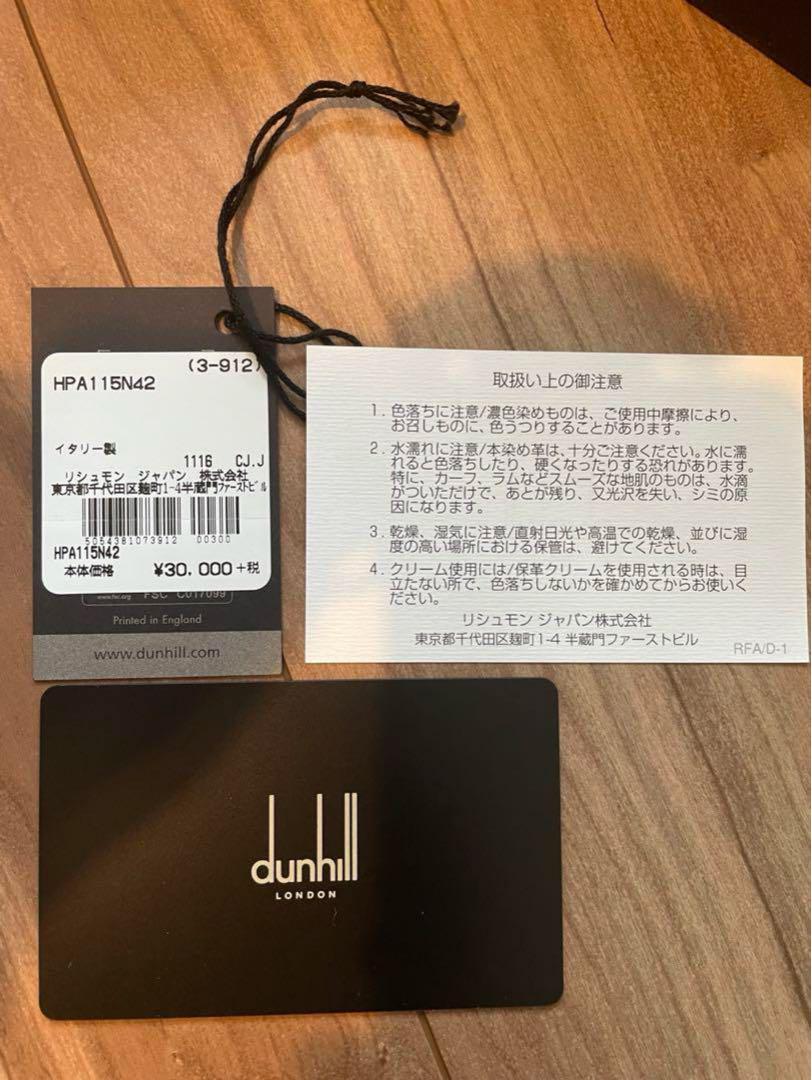 (3-912)
HPA115N42
イタリー製
1116 CJ.J
リシュモン ジャパン 株式会社
東京都千代田区麹町1-4半蔵門ファーストビル
5054381073912 00300
HPA115N42
本体価格 ¥30,000+税
www.fsc.org FSC C017099
Printed in England
www.dunhill.com
取扱い上の御注意
1. 色落ちに注意/濃色染めものは、ご使用中摩擦により、
お召しものに、色うつりすることがあります。
2. 水濡れに注意/本染め革は、十分ご注意ください。水に濡
れると色落ちしたり、硬くなったりする恐れがあります。
特に、カーフ、ラムなどスムーズな地肌のものは、水滴
がついただけで、あとが残り、又光沢を失い、シミの原
因になります。
3. 乾燥、湿気に注意/直射日光や高温での乾燥、並びに湿
度の高い場所における保管は、避けてください。
4. クリーム使用には/保革クリームを使用される時は、目
立たない所で、色落ちしないかを確かめてからお使いく
ださい。
リシュモン ジャパン株式会社
東京都千代田区麹町1-4 半蔵門ファーストビル
RFA/D-1
dunhill
LONDON